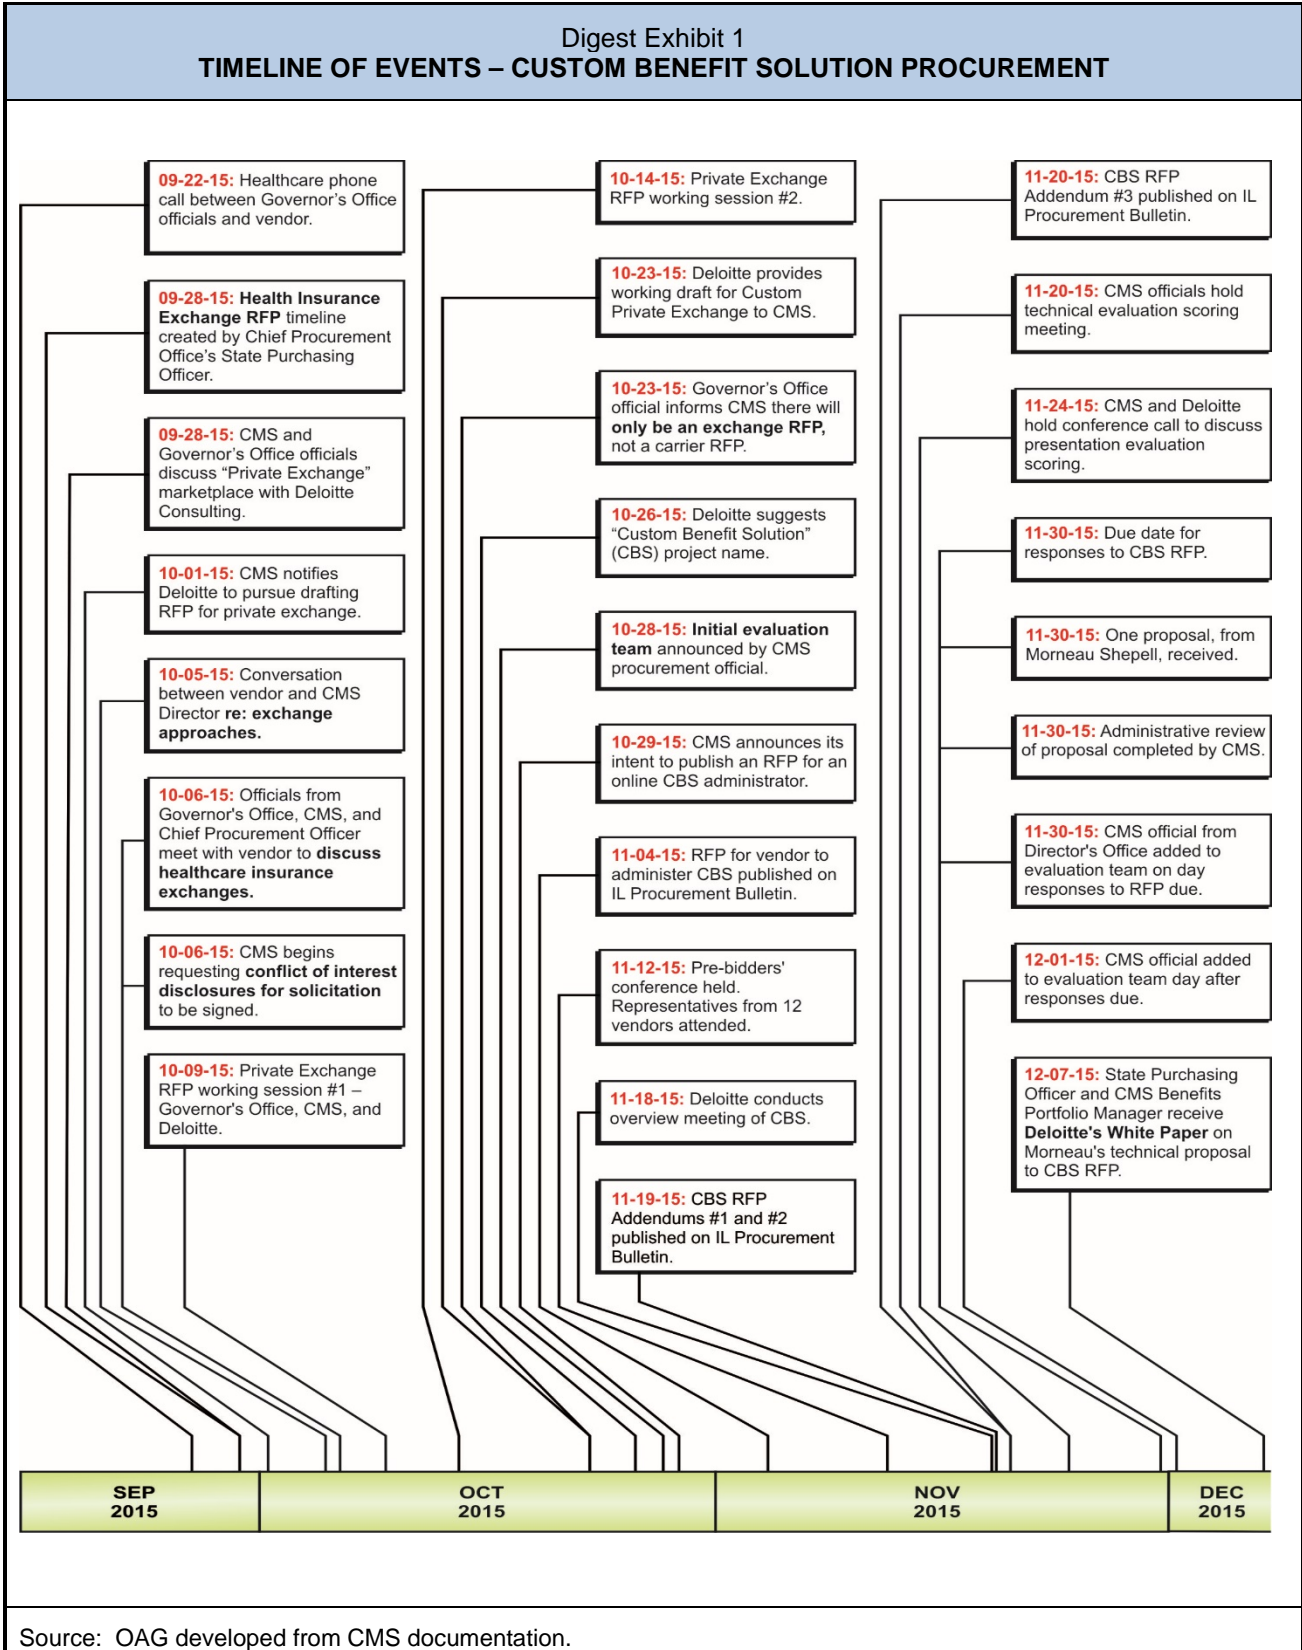 Digest Exhibit 1
TIMELINE OF EVENTS – CUSTOM BENEFIT SOLUTION PROCUREMENT
09-22-15: Healthcare phone
call between Governor's Office
officials and vendor.
09-28-15: Health Insurance
Exchange RFP timeline
created by Chief Procurement
Office's State Purchasing
Officer.
09-28-15: CMS and
Governor's Office officials
discuss “Private Exchange”
marketplace with Deloitte
Consulting.
10-01-15: CMS notifies
Deloitte to pursue drafting
RFP for private exchange.
10-05-15: Conversation
between vendor and CMS
Director re: exchange
approaches.
10-06-15: Officials from
Governor's Office, CMS, and
Chief Procurement Officer
meet with vendor to discuss
healthcare insurance
exchanges.
10-06-15: CMS begins
requesting conflict of interest
disclosures for solicitation
to be signed.
10-09-15: Private Exchange
RFP working session #1 –
Governor's Office, CMS, and
Deloitte.
10-14-15: Private Exchange
RFP working session #2.
10-23-15: Deloitte provides
working draft for Custom
Private Exchange to CMS.
10-23-15: Governor's Office
official informs CMS there will
only be an exchange RFP,
not a carrier RFP.
10-26-15: Deloitte suggests
“Custom Benefit Solution”
(CBS) project name.
10-28-15: Initial evaluation
team announced by CMS
procurement official.
10-29-15: CMS announces its
intent to publish an RFP for an
online CBS administrator.
11-04-15: RFP for vendor to
administer CBS published on
IL Procurement Bulletin.
11-12-15: Pre-bidders'
conference held.
Representatives from 12
vendors attended.
11-18-15: Deloitte conducts
overview meeting of CBS.
11-19-15: CBS RFP
Addendums #1 and #2
published on IL Procurement
Bulletin.
11-20-15: CBS RFP
Addendum #3 published on IL
Procurement Bulletin.
11-20-15: CMS officials hold
technical evaluation scoring
meeting.
11-24-15: CMS and Deloitte
hold conference call to discuss
presentation evaluation
scoring.
11-30-15: Due date for
responses to CBS RFP.
11-30-15: One proposal, from
Morneau Shepell, received.
11-30-15: Administrative review
of proposal completed by CMS.
11-30-15: CMS official from
Director's Office added to
evaluation team on day
responses to RFP due.
12-01-15: CMS official added
to evaluation team day after
responses due.
12-07-15: State Purchasing
Officer and CMS Benefits
Portfolio Manager receive
Deloitte's White Paper on
Morneau's technical proposal
to CBS RFP.
SEP
2015
OCT
2015
NOV
2015
DEC
2015
Source: OAG developed from CMS documentation.